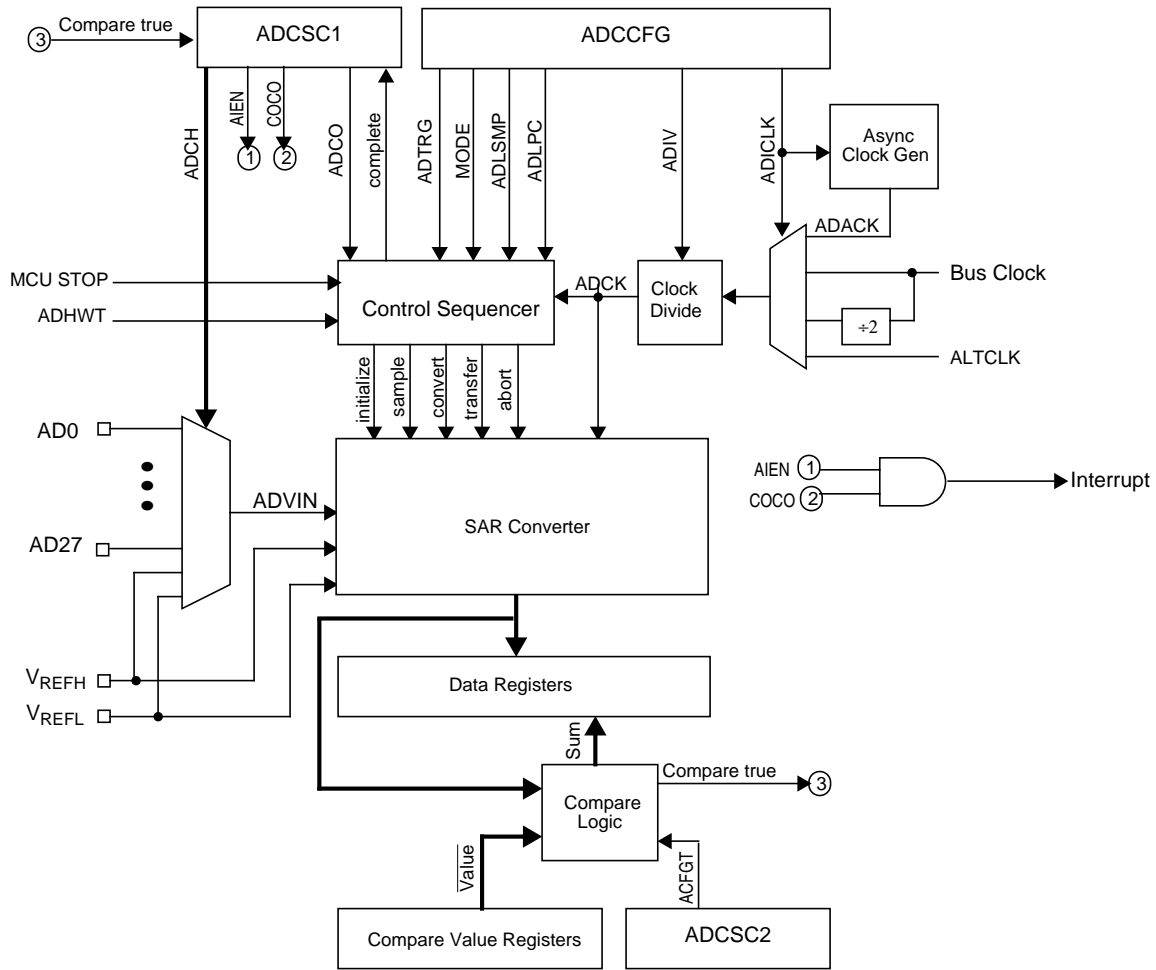 3
Compare true
ADCSC1
ADCCFG
ADCH
AIEN
COCO
ADCO
complete
ADTRG
MODE
ADLSMP
ADLPC
ADIV
ADICLK
Async
Clock Gen
1
2
ADACK
MCU STOP
ADHWT
Control Sequencer
ADCK
Clock
Divide
Bus Clock
÷2
ALTCLK
initialize
sample
convert
transfer
abort
AD0
AD27
ADVIN
SAR Converter
AIEN 1
COCO 2
Interrupt
VREFH
VREFL
Data Registers
Sum
Compare
Logic
Compare true
3
Value
ACFGT
Compare Value Registers
ADCSC2